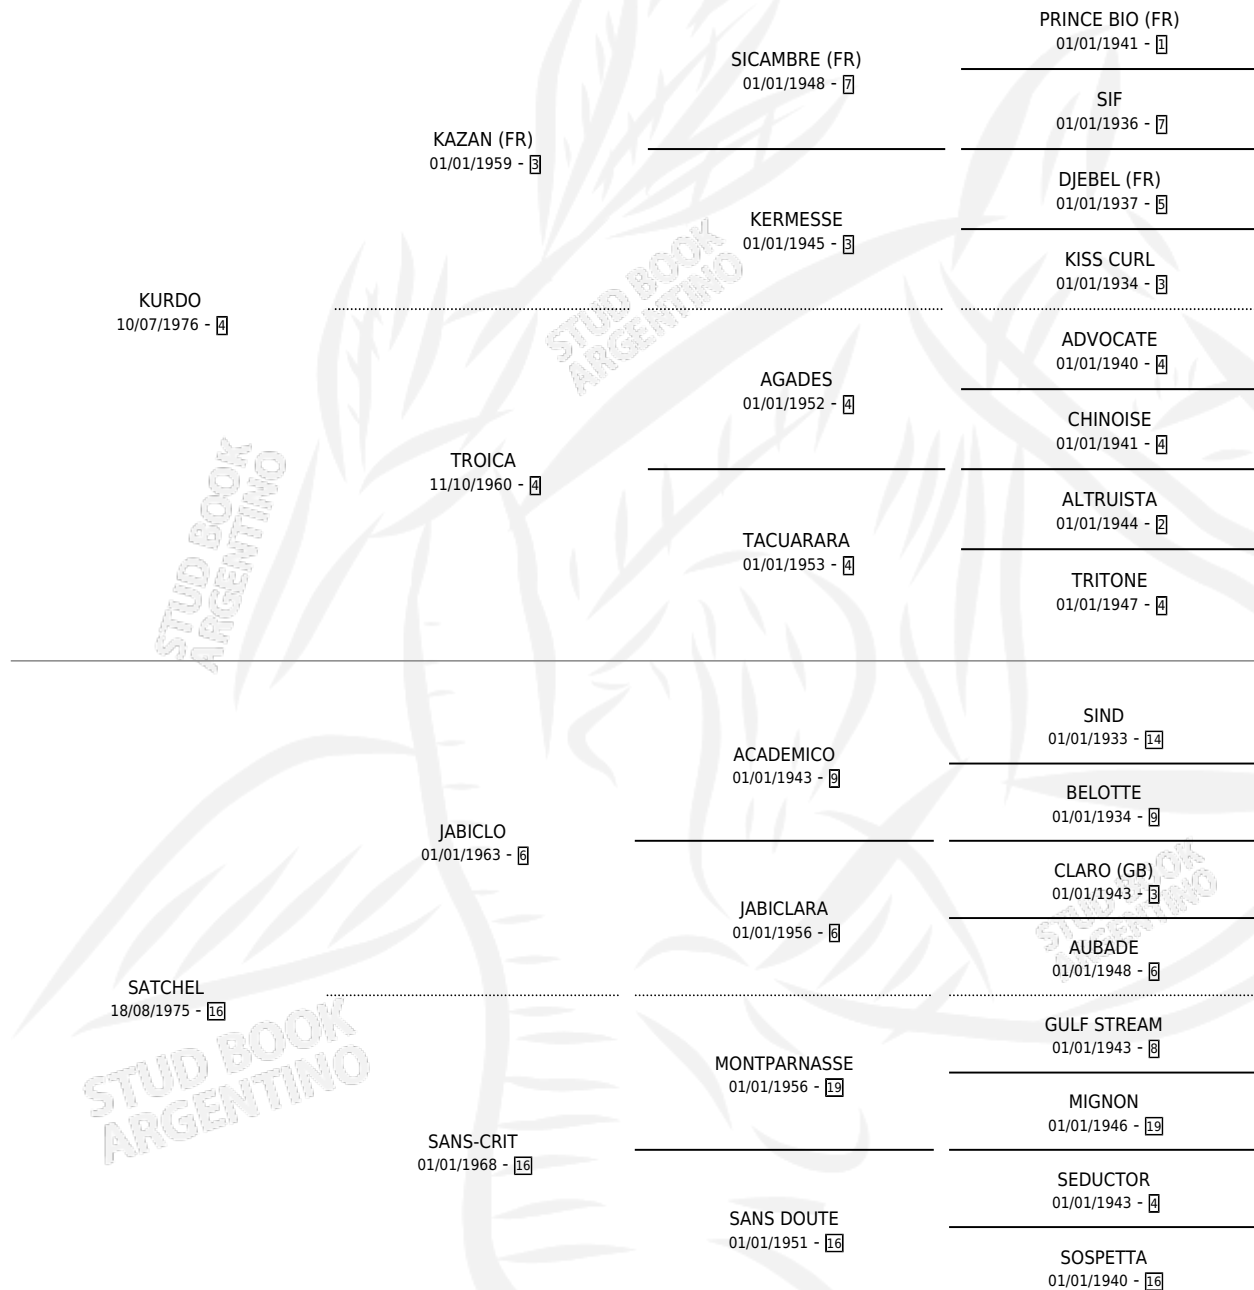 PRINCE BIO (FR)
01/01/1941 - 1
SICAMBRE (FR)
01/01/1948 - 7
SIF
01/01/1936 - 7
KAZAN (FR)
01/01/1959 - 3
DJEBEL (FR)
01/01/1937 - 5
KERMESSE
01/01/1945 - 3
KISS CURL
01/01/1934 - 3
KURDO
10/07/1976 - 4
ADVOCATE
01/01/1940 - 4
AGADES
01/01/1952 - 4
CHINOISE
01/01/1941 - 4
TROICA
11/10/1960 - 4
ALTRUISTA
01/01/1944 - 2
TACUARARA
01/01/1953 - 4
TRITONE
01/01/1947 - 4
SIND
01/01/1933 - 14
ACADEMICO
01/01/1943 - 9
BELOTTE
01/01/1934 - 9
JABICLO
01/01/1963 - 6
CLARO (GB)
01/01/1943 - 3
JABICLARA
01/01/1956 - 6
AUBADE
01/01/1948 - 6
SATCHEL
18/08/1975 - 16
GULF STREAM
01/01/1943 - 8
MONTPARNASSE
01/01/1956 - 19
MIGNON
01/01/1946 - 19
SANS-CRIT
01/01/1968 - 16
SEDUCTOR
01/01/1943 - 4
SANS DOUTE
01/01/1951 - 16
SOSPETTA
01/01/1940 - 16
STUD BOOK
ARGENTINO
STUD BOOK
ARGENTINO
STUD BOOK
ARGENTINO
STUD BOOK
ARGENTINO